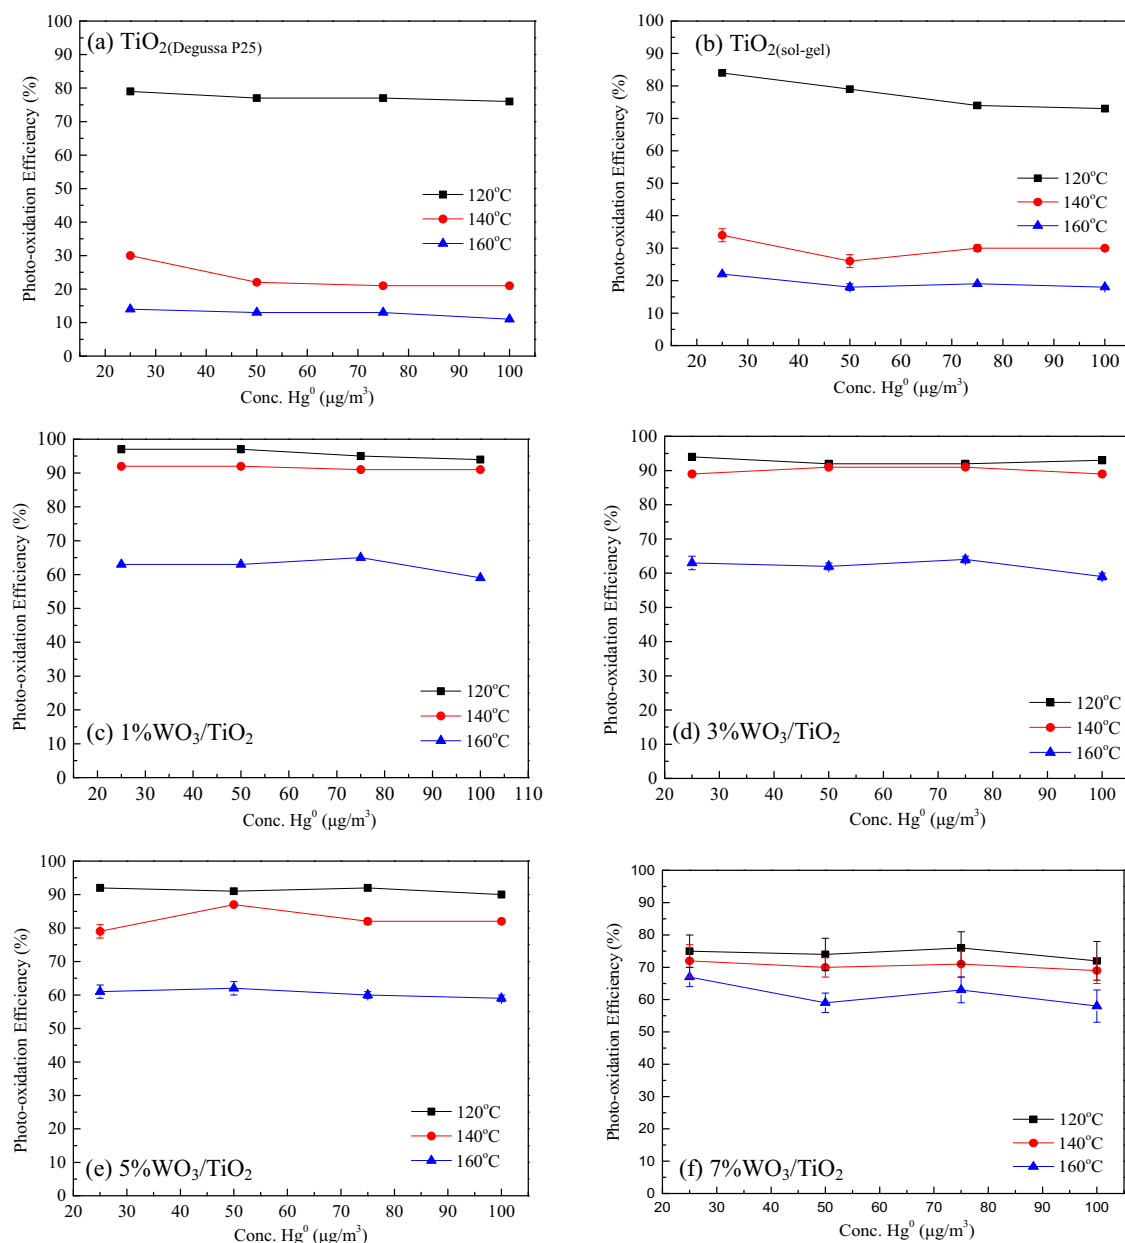 (a) TiO2(Degussa P25)
Photo-oxidation Efficiency (%)
100
90
80
70
60
50
40
30
20
10
0
120°C
140°C
160°C
20 30 40 50 60 70 80 90 100
Conc. Hg⁰ (μg/m³)
(b) TiO2(sol-gel)
Photo-oxidation Efficiency (%)
100
90
80
70
60
50
40
30
20
10
0
120°C
140°C
160°C
20 30 40 50 60 70 80 90 100
Conc. Hg⁰ (μg/m³)
Photo-oxidation Efficiency (%)
100
90
80
70
60
50
40
30
20
10
0
120°C
140°C
160°C
(c) 1%WO₃/TiO₂
20 30 40 50 60 70 80 90 100 110
Conc. Hg⁰ (μg/m³)
Photo-oxidation Efficiency (%)
100
90
80
70
60
50
40
30
20
10
0
120°C
140°C
160°C
(d) 3%WO₃/TiO₂
20 30 40 50 60 70 80 90 100
Conc. Hg⁰ (μg/m³)
Photo-oxidation Efficiency (%)
100
90
80
70
60
50
40
30
20
10
0
120°C
140°C
160°C
(e) 5%WO₃/TiO₂
20 30 40 50 60 70 80 90 100
Conc. Hg⁰ (μg/m³)
Photo-oxidation Efficiency (%)
100
90
80
70
60
50
40
30
20
10
0
120°C
140°C
160°C
(f) 7%WO₃/TiO₂
20 30 40 50 60 70 80 90 100
Conc. Hg⁰ (μg/m³)